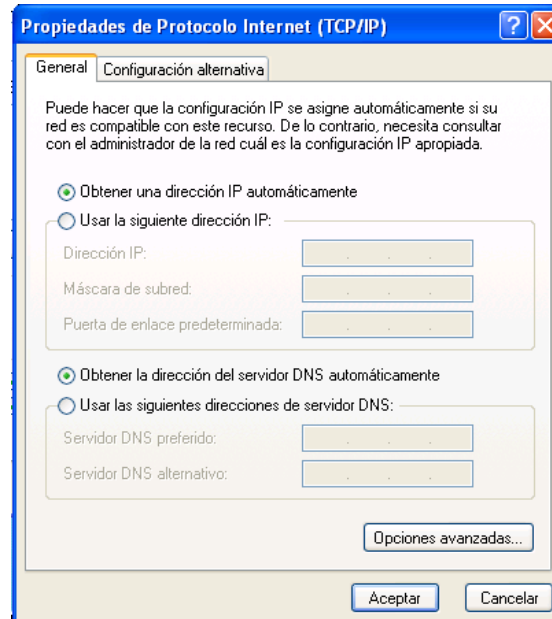 Propiedades de Protocolo Internet (TCP/IP)
General Configuración alternativa
Puede hacer que la configuración IP se asigne automáticamente si su
red es compatible con este recurso. De lo contrario, necesita consultar
con el administrador de la red cuál es la configuración IP apropiada.
Obtener una dirección IP automáticamente
Usar la siguiente dirección IP:
Dirección IP:
Máscara de subred:
Puerta de enlace predeterminada:
Obtener la dirección del servidor DNS automáticamente
Usar las siguientes direcciones de servidor DNS:
Servidor DNS preferido:
Servidor DNS alternativo:
Opciones avanzadas...
Aceptar Cancelar